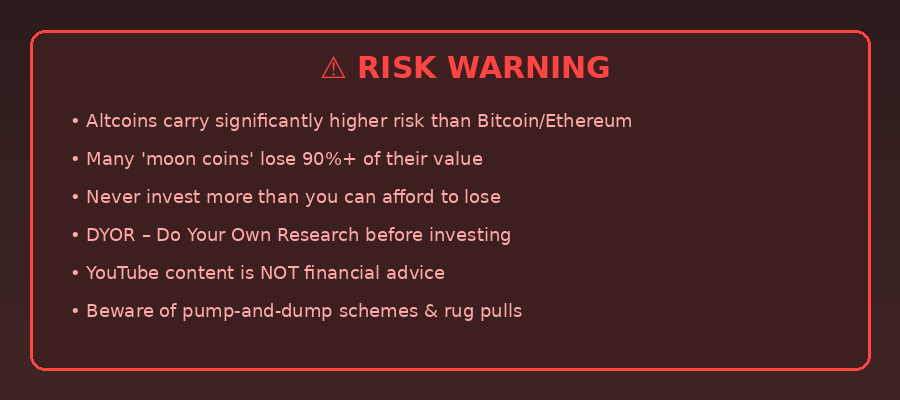 ⚠ RISK WARNING
• Altcoins carry significantly higher risk than Bitcoin/Ethereum
• Many 'moon coins' lose 90%+ of their value
• Never invest more than you can afford to lose
• DYOR – Do Your Own Research before investing
• YouTube content is NOT financial advice
• Beware of pump-and-dump schemes & rug pulls